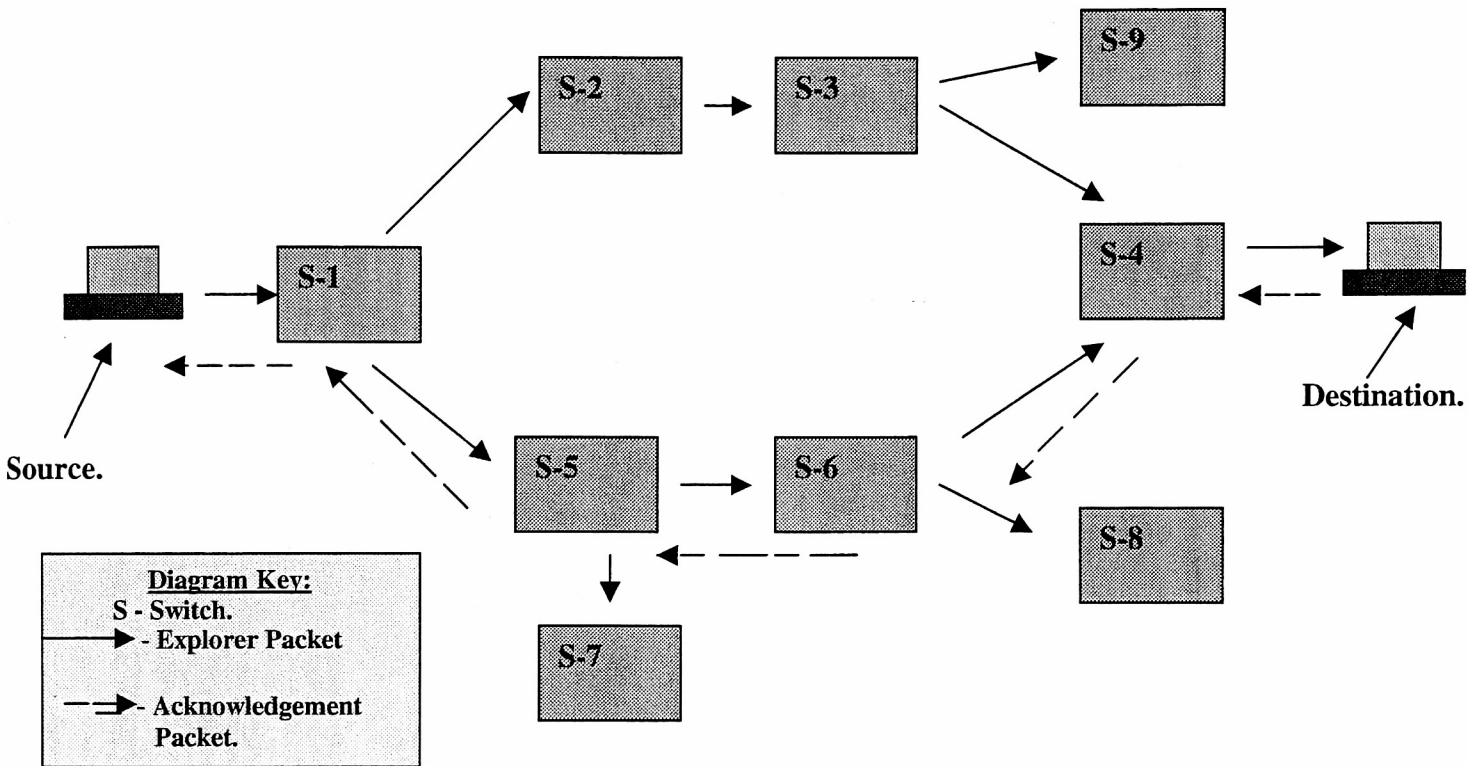 S-9
S-2
S-3
S-1
S-4
Source.
Destination.
S-5
S-6
S-8
S-7
Diagram Key:
S - Switch.
- Explorer Packet
- Acknowledgement
Packet.